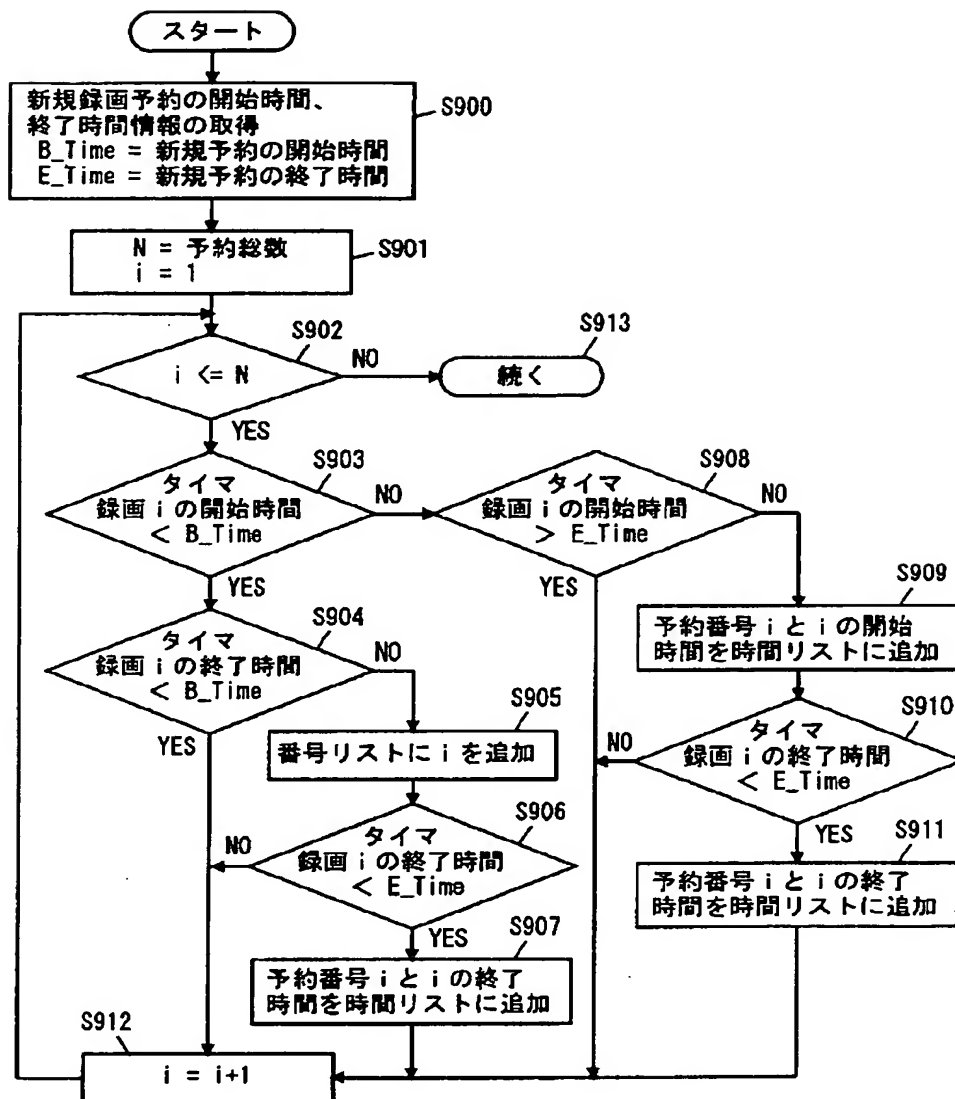 スタート
新規録画予約の開始時間、
終了時間情報の取得
B_Time = 新規予約の開始時間
E_Time = 新規予約の終了時間
S900
N = 予約総数
i = 1
S901
S902
i <= N
NO
YES
S913
続く
S903
タイマ
録画 i の開始時間
< B_Time
NO
YES
S908
タイマ
録画 i の開始時間
> E_Time
NO
YES
S904
タイマ
録画 i の終了時間
< B_Time
NO
YES
S909
予約番号 i と i の開始
時間を時間リストに追加
S905
番号リストに i を追加
S910
タイマ
録画 i の終了時間
< E_Time
NO
YES
S906
タイマ
録画 i の終了時間
< E_Time
NO
YES
S911
予約番号 i と i の終了
時間を時間リストに追加
S907
予約番号 i と i の終了
時間を時間リストに追加
S912
i = i+1